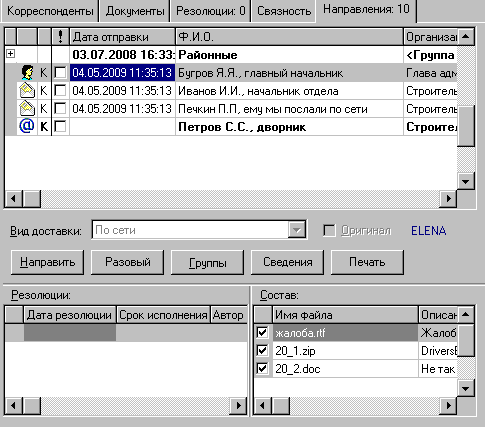 Корреспонденты Документы Резолюции: 0 Связность Направления: 10
! Дата отправки Ф.И.О. Организа
03.07.2008 16:33: Районные <Группа
К 04.05.2009 11:35:13 Бугров Я.Я., главный начальник Глава адм
К 04.05.2009 11:35:13 Иванов И.И., начальник отдела Строитель
К 04.05.2009 11:35:13 Печкин П.П, ему мы послали по сети Строитель
@ К Петров С.С., дворник Строител
Вид доставки: По сети Оригинал ELENA
Направить Разовый Группы Сведения Печать
Резолюции: Состав:
Дата резолюции Срок исполнения Автор Имя файла Описан
жалоба.rtf Жалоб
20_1.zip DriversE
20_2.doc Не так